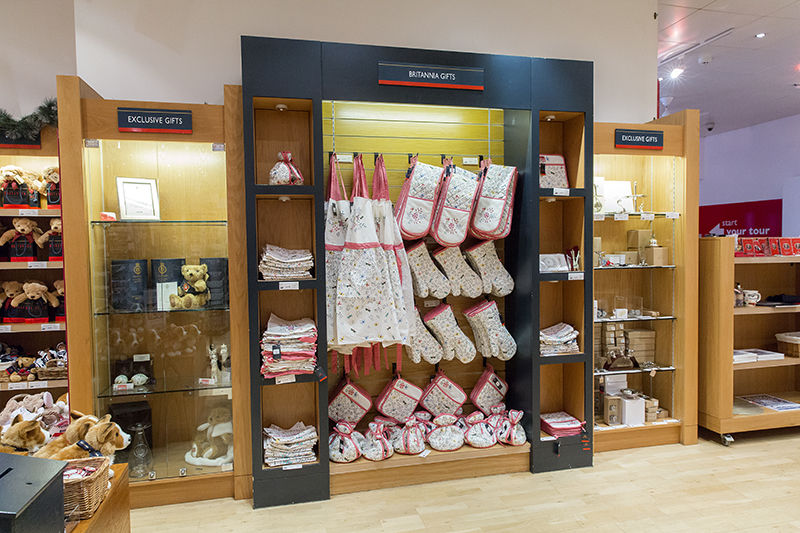 BRITANNIA GIFTS
EXCLUSIVE GIFTS
EXCLUSIVE GIFTS
start
your tour